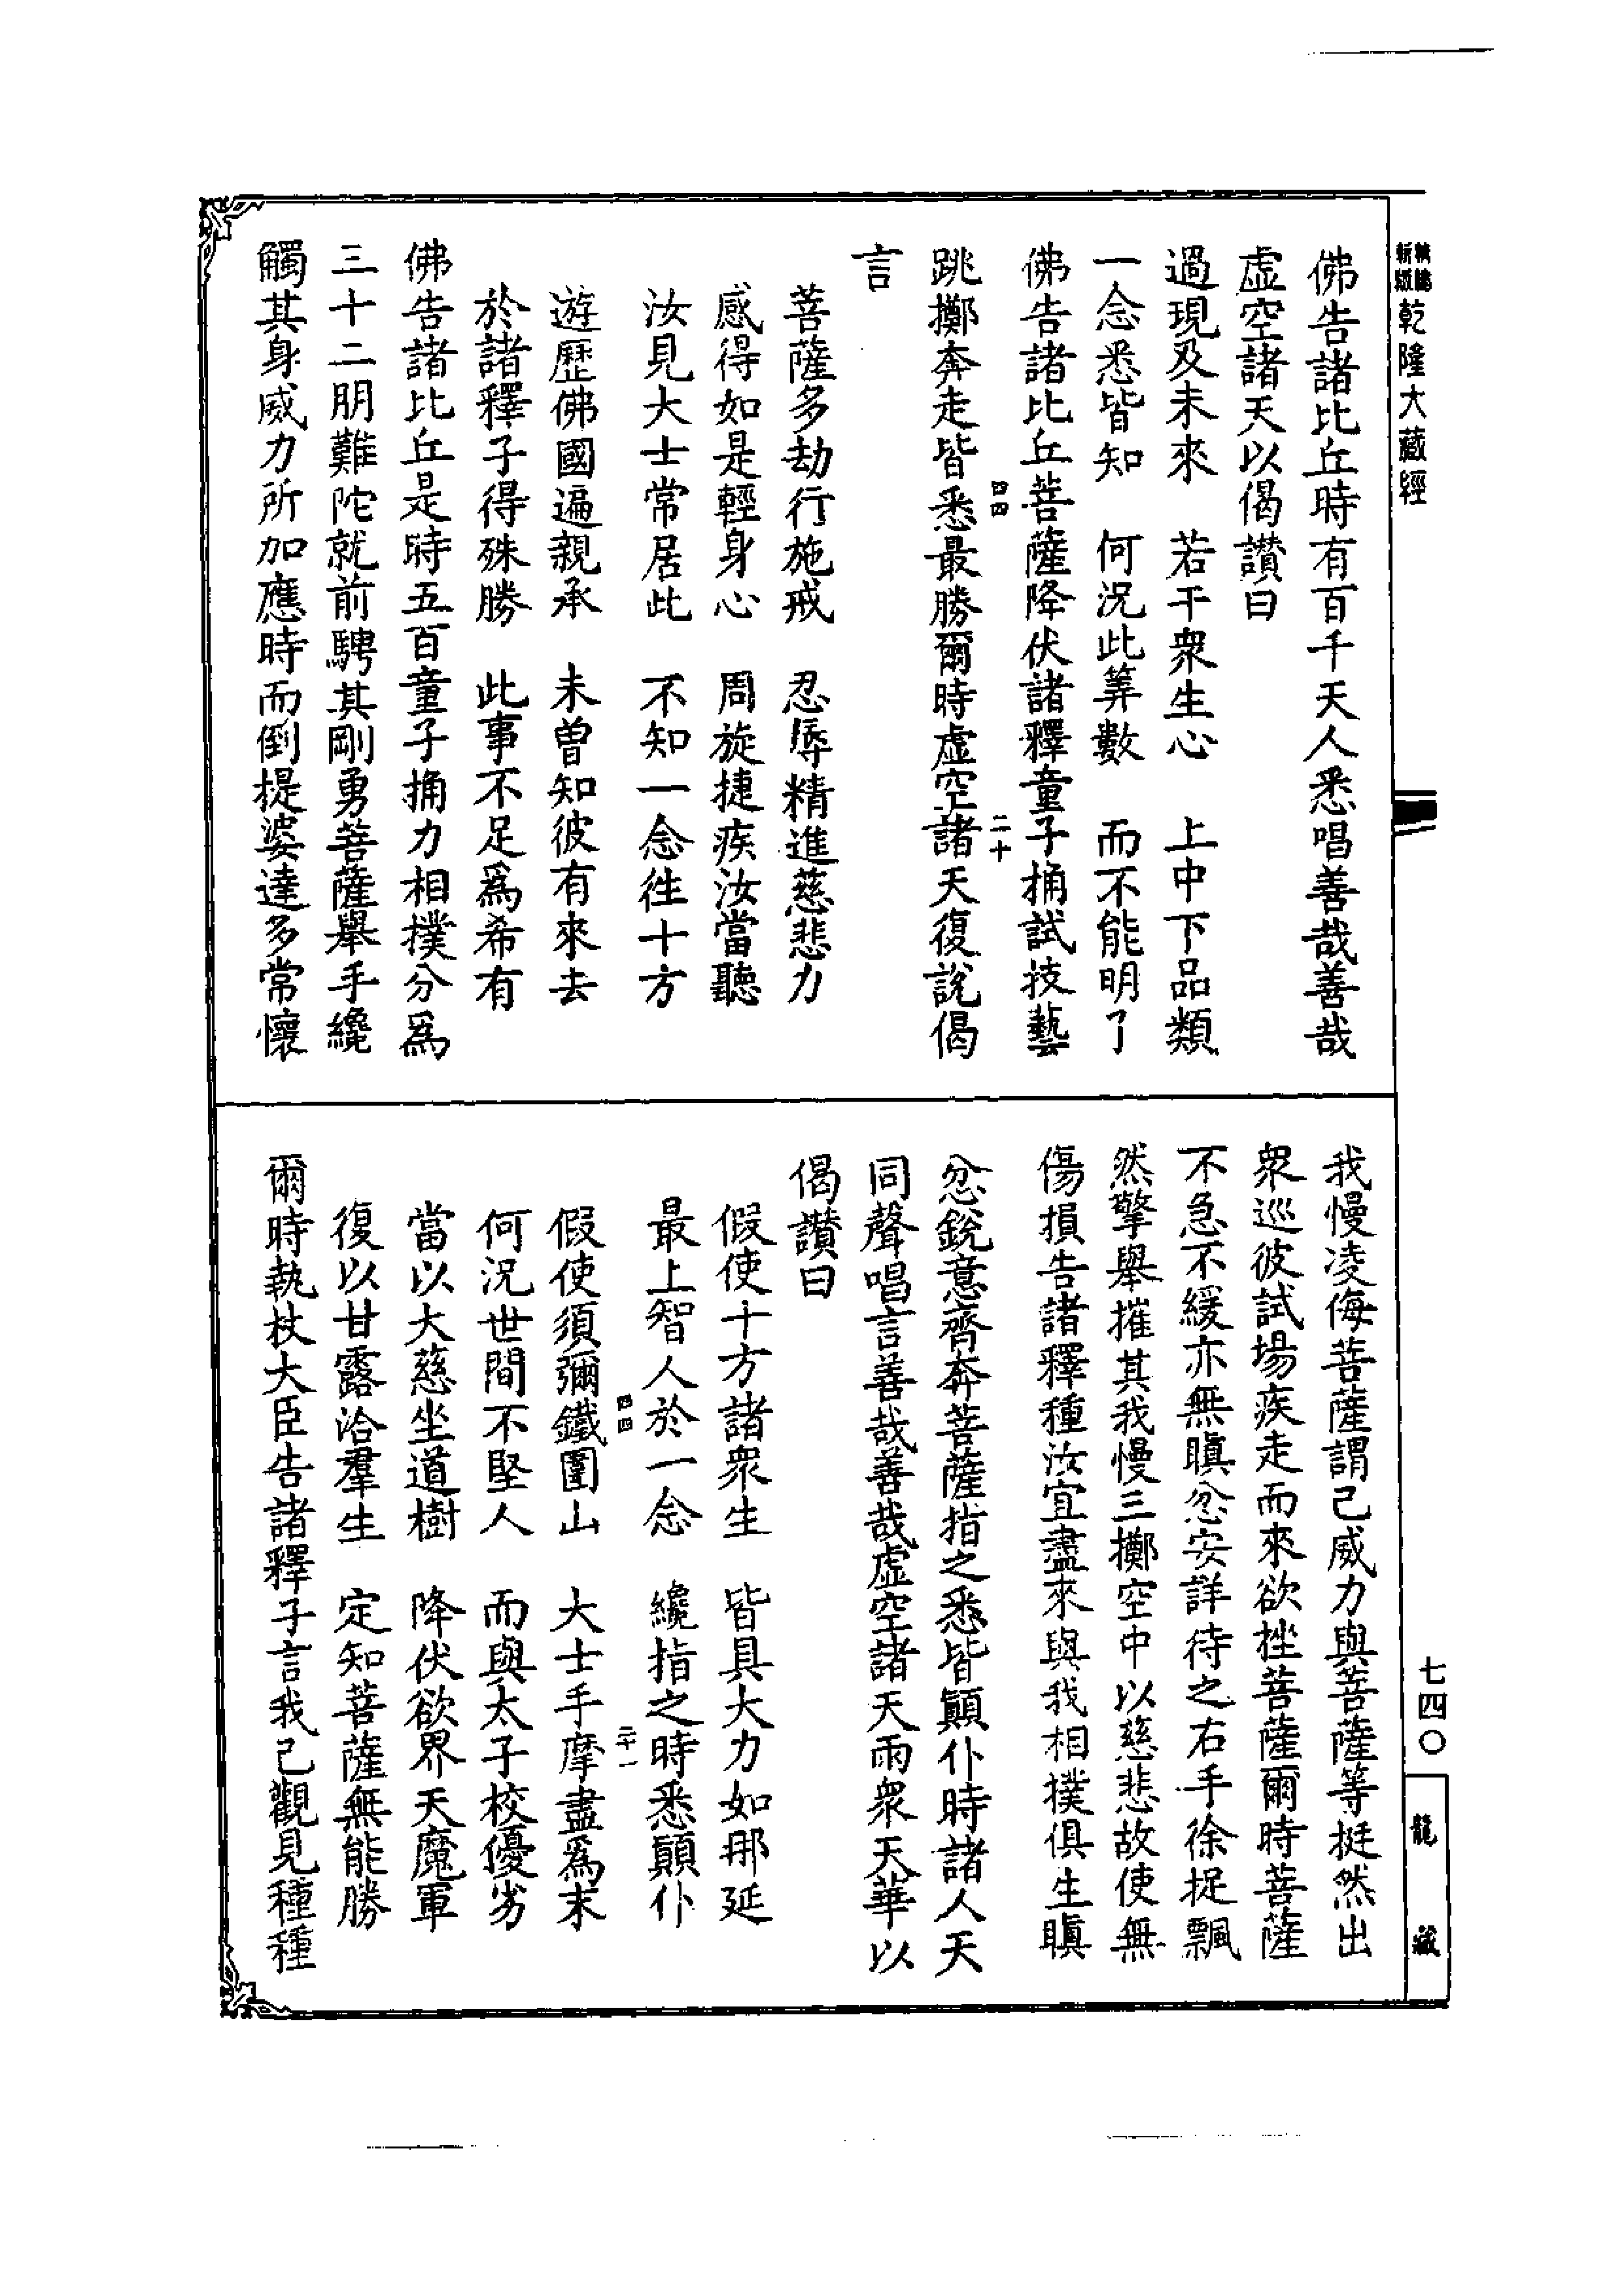 乾隆大藏經
佛告諸比丘時有百千天人悉唱善哉善哉
虛空諸天以偈讚曰
過現及未來　若干衆生心　上中下品類
一念悉皆知　何況此筭數　而不能明了
佛告諸比丘菩薩降伏諸釋童子捔試技藝
四四
二十
跳擲奔走皆悉最勝爾時虛空諸天復說偈
言
菩薩多劫行施戒　忍辱精進慈悲力
感得如是輕身心　周旋捷疾汝當聽
汝見大士常居此　不知一念徃十方
遊歷佛國遍親承　未曾知彼有來去
於諸釋子得殊勝　此事不足爲希有
佛告諸比丘是時五百童子捔力相撲分爲
三十二朋難陀就前騁其剛勇菩薩舉手纔
觸其身威力所加應時而倒提婆達多常懷
我慢凌侮菩薩謂己威力與菩薩等挺然出
衆巡彼試場疾走而來欲挫菩薩爾時菩薩
不急不緩亦無瞋忿安詳待之右手徐捉飄
然擎舉摧其我慢三擲空中以慈悲故使無
傷損告諸釋種汝宜盡來與我相撲俱生瞋
忿銳意齊奔菩薩指之悉皆顚仆時諸人天
同聲唱言善哉善哉虛空諸天雨衆天華以
偈讚曰
假使十方諸衆生　皆具大力如那延
最上智人於一念　纔指之時悉顚仆
四四
二十一
假使須彌鐵圍山　大士手摩盡爲末
何況世間不堅人　而與太子校優劣
當以大慈坐道樹　降伏欲界天魔軍
復以甘露洽羣生　定知菩薩無能勝
爾時執杖大臣告諸釋子言我已觀見種種
七四〇
龍藏